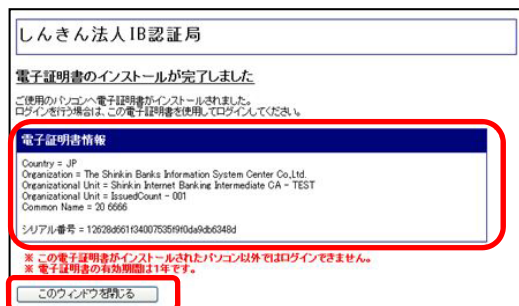 しんきん法人IB認証局
電子証明書のインストールが完了しました
ご使用のパソコンへ電子証明書がインストールされました。
ログインを行う場合は、この電子証明書を使用してログインしてください。
電子証明書情報
Country = JP
Organization = The Shinkin Banks Information System Center Co.,Ltd.
Organizational Unit = Shinkin Internet Banking Intermediate CA - TEST
Organizational Unit = IssuedCount - 001
Common Name = 20 6666
シリアル番号 = 12628d661f34007535f9f0da9db6348d
※ この電子証明書がインストールされたパソコン以外ではログインできません。
※ 電子証明書の有効期間は1年です。
このウィンドウを閉じる